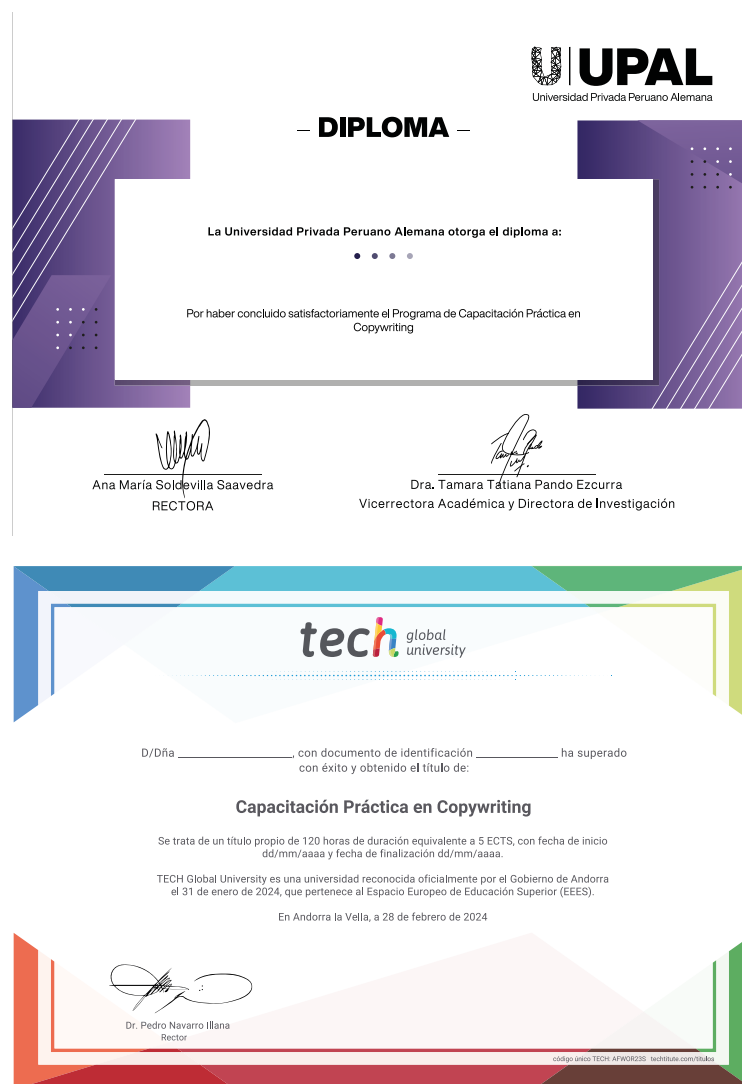 UPAL
Universidad Privada Peruano Alemana
– DIPLOMA –
La Universidad Privada Peruano Alemana otorga el diploma a:
Por haber concluido satisfactoriamente el Programa de Capacitación Práctica en
Copywriting
Ana María Soldevilla Saavedra
RECTORA
Dra. Tamara Tatiana Pando Ezcurra
Vicerrectora Académica y Directora de Investigación
tech global
university
D/Dña ____________________, con documento de identificación ______________ ha superado
con éxito y obtenido el título de:
Capacitación Práctica en Copywriting
Se trata de un título propio de 120 horas de duración equivalente a 5 ECTS, con fecha de inicio
dd/mm/aaaa y fecha de finalización dd/mm/aaaa.
TECH Global University es una universidad reconocida oficialmente por el Gobierno de Andorra
el 31 de enero de 2024, que pertenece al Espacio Europeo de Educación Superior (EEES).
En Andorra la Vella, a 28 de febrero de 2024
Dr. Pedro Navarro Illana
Rector
código único TECH: AFWOR23S techtitute.com/titulos